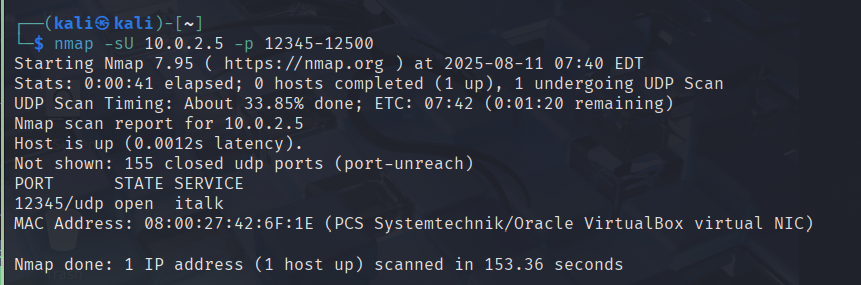 ┌──(kali㉿kali)-[~]
└─$ nmap -sU 10.0.2.5 -p 12345-12500
Starting Nmap 7.95 ( https://nmap.org ) at 2025-08-11 07:40 EDT
Stats: 0:00:41 elapsed; 0 hosts completed (1 up), 1 undergoing UDP Scan
UDP Scan Timing: About 33.85% done; ETC: 07:42 (0:01:20 remaining)
Nmap scan report for 10.0.2.5
Host is up (0.0012s latency).
Not shown: 155 closed udp ports (port-unreach)
PORT      STATE SERVICE
12345/udp open  italk
MAC Address: 08:00:27:42:6F:1E (PCS Systemtechnik/Oracle VirtualBox virtual NIC)
Nmap done: 1 IP address (1 host up) scanned in 153.36 seconds